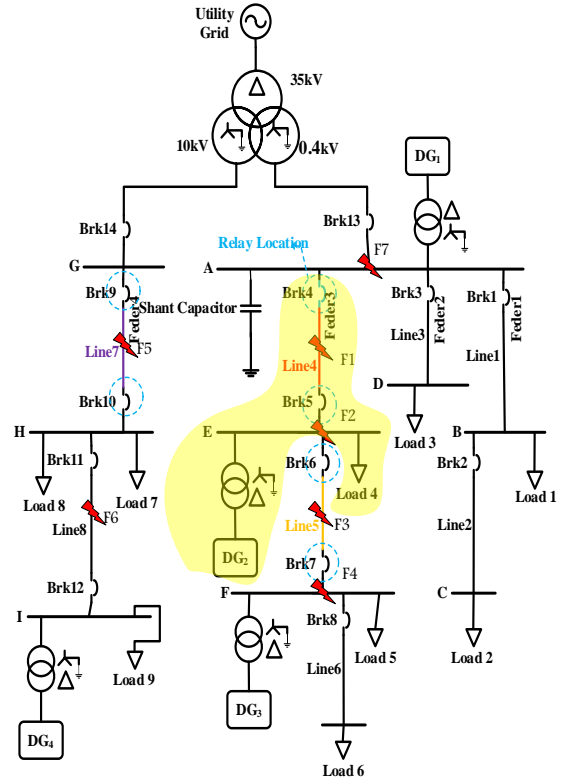 Utility
Grid
35kV
10kV
0.4kV
DG1
Brk14
Brk13
Relay Location
F7
G
A
Brk9
Feder4
Shant Capacitor
Brk4
Feder3
Brk3
Feder2
Brk1
Feder1
Line7
F5
Line4
F1
Line3
Line1
Brk10
Brk5
F2
D
H
E
Load 3
B
Brk11
Brk6
Brk2
Load 8
Load 7
Load 4
Load 1
F6
Line8
Line5
F3
Line2
DG2
Brk7
F4
Brk12
F
C
I
Brk8
Load 5
Load 2
Load 9
Line6
DG3
DG4
Load 6